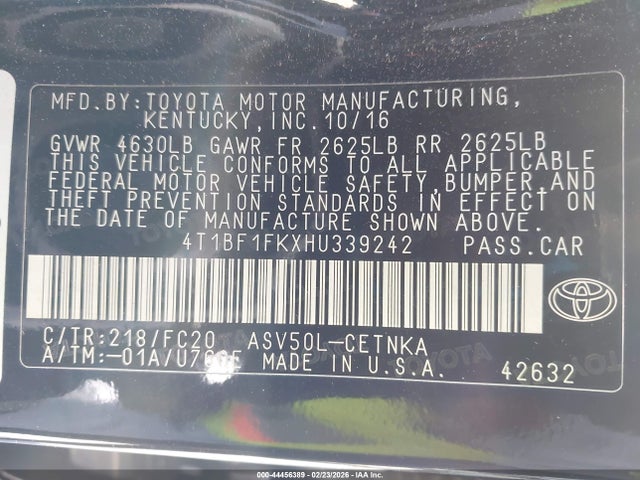 MFD.BY:TOYOTA MOTOR MANUFACTURING,
KENTUCKY,INC.10/16
GVWR 4630LB GAWR FR 2625LB RR 2625LB
THIS VEHICLE CONFORMS TO ALL APPLICABLE
FEDERAL MOTOR VEHICLE SAFETY,BUMPER,AND
THEFT PREVENTION STANDARDS IN EFFECT ON
THE DATE OF MANUFACTURE SHOWN ABOVE.
4T1BF1FKXHU339242 PASS.CAR
C/TR:218/FC20 ASV50L-CETNKA
A/TM:-01A/ MADE IN U.S.A.
42632
000-44456389 02/23/2026 IAA Inc.